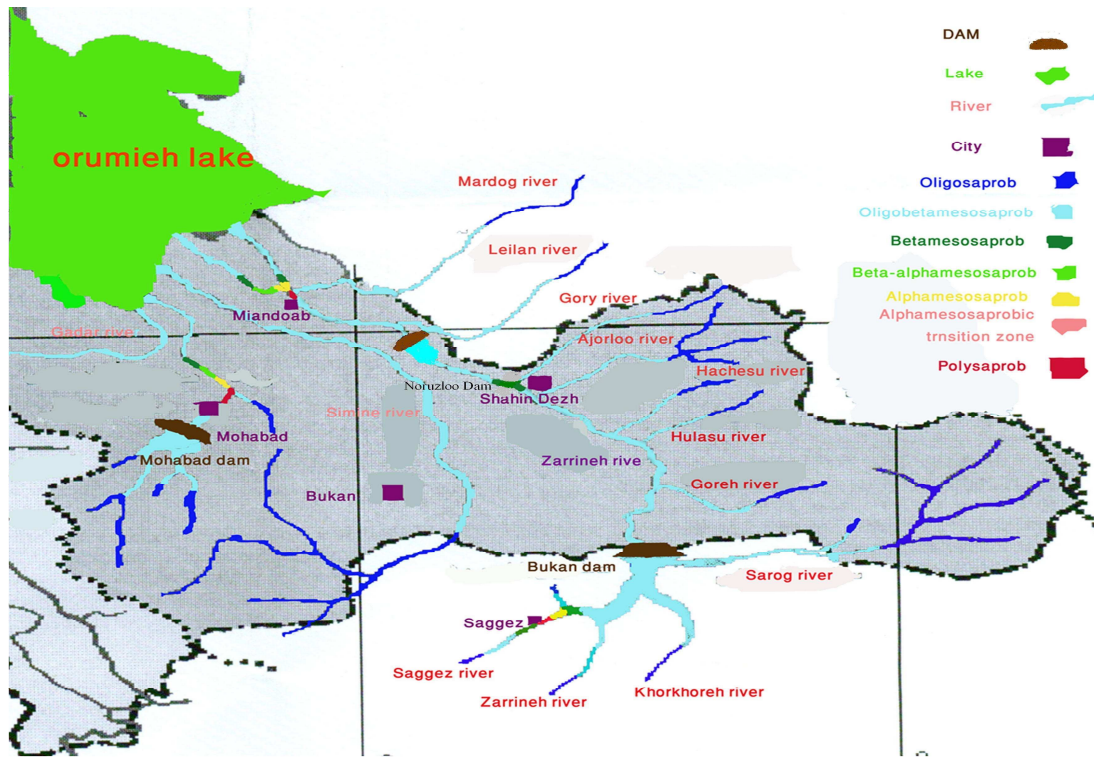 DAM
Lake
River
City
Oligosaprob
Oligobetamesosaprob
Betamesosaprob
Beta-alphamesosaprob
Alphamesosaprob
Alphamesosaprobic
trnsition zone
Polysaprob
orumieh lake
Mardog river
Leilan river
Gory river
Miandoab
Gadar rive
Ajorloo river
Hachesu river
Noruzloo Dam
Shahin Dezh
Simine river
Mohabad
Hulasu river
Mohabad dam
Zarrineh rive
Goreh river
Bukan
Bukan dam
Sarog river
Saggez
Saggez river
Zarrineh river
Khorkhoreh river